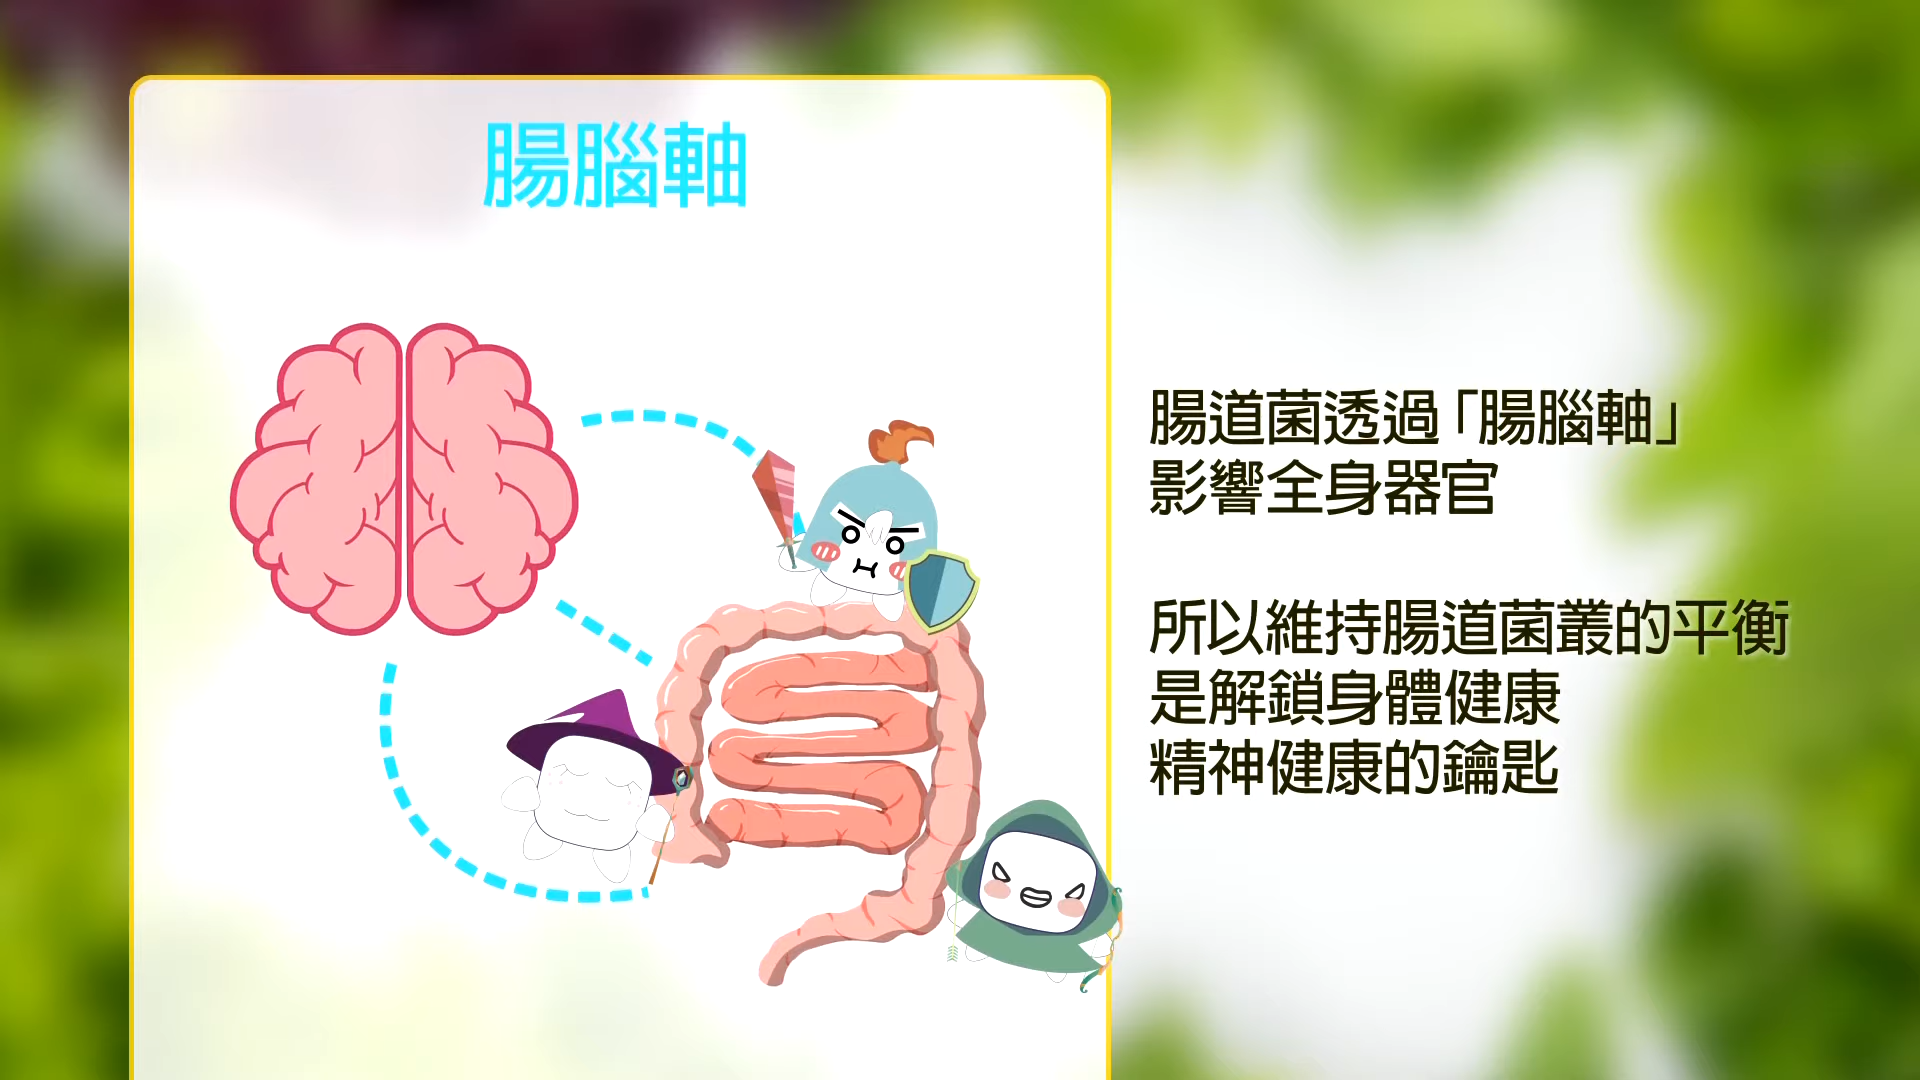 腸腦軸
腸道菌透過「腸腦軸」
影響全身器官
所以維持腸道菌叢的平衡
是解鎖身體健康
精神健康的鑰匙